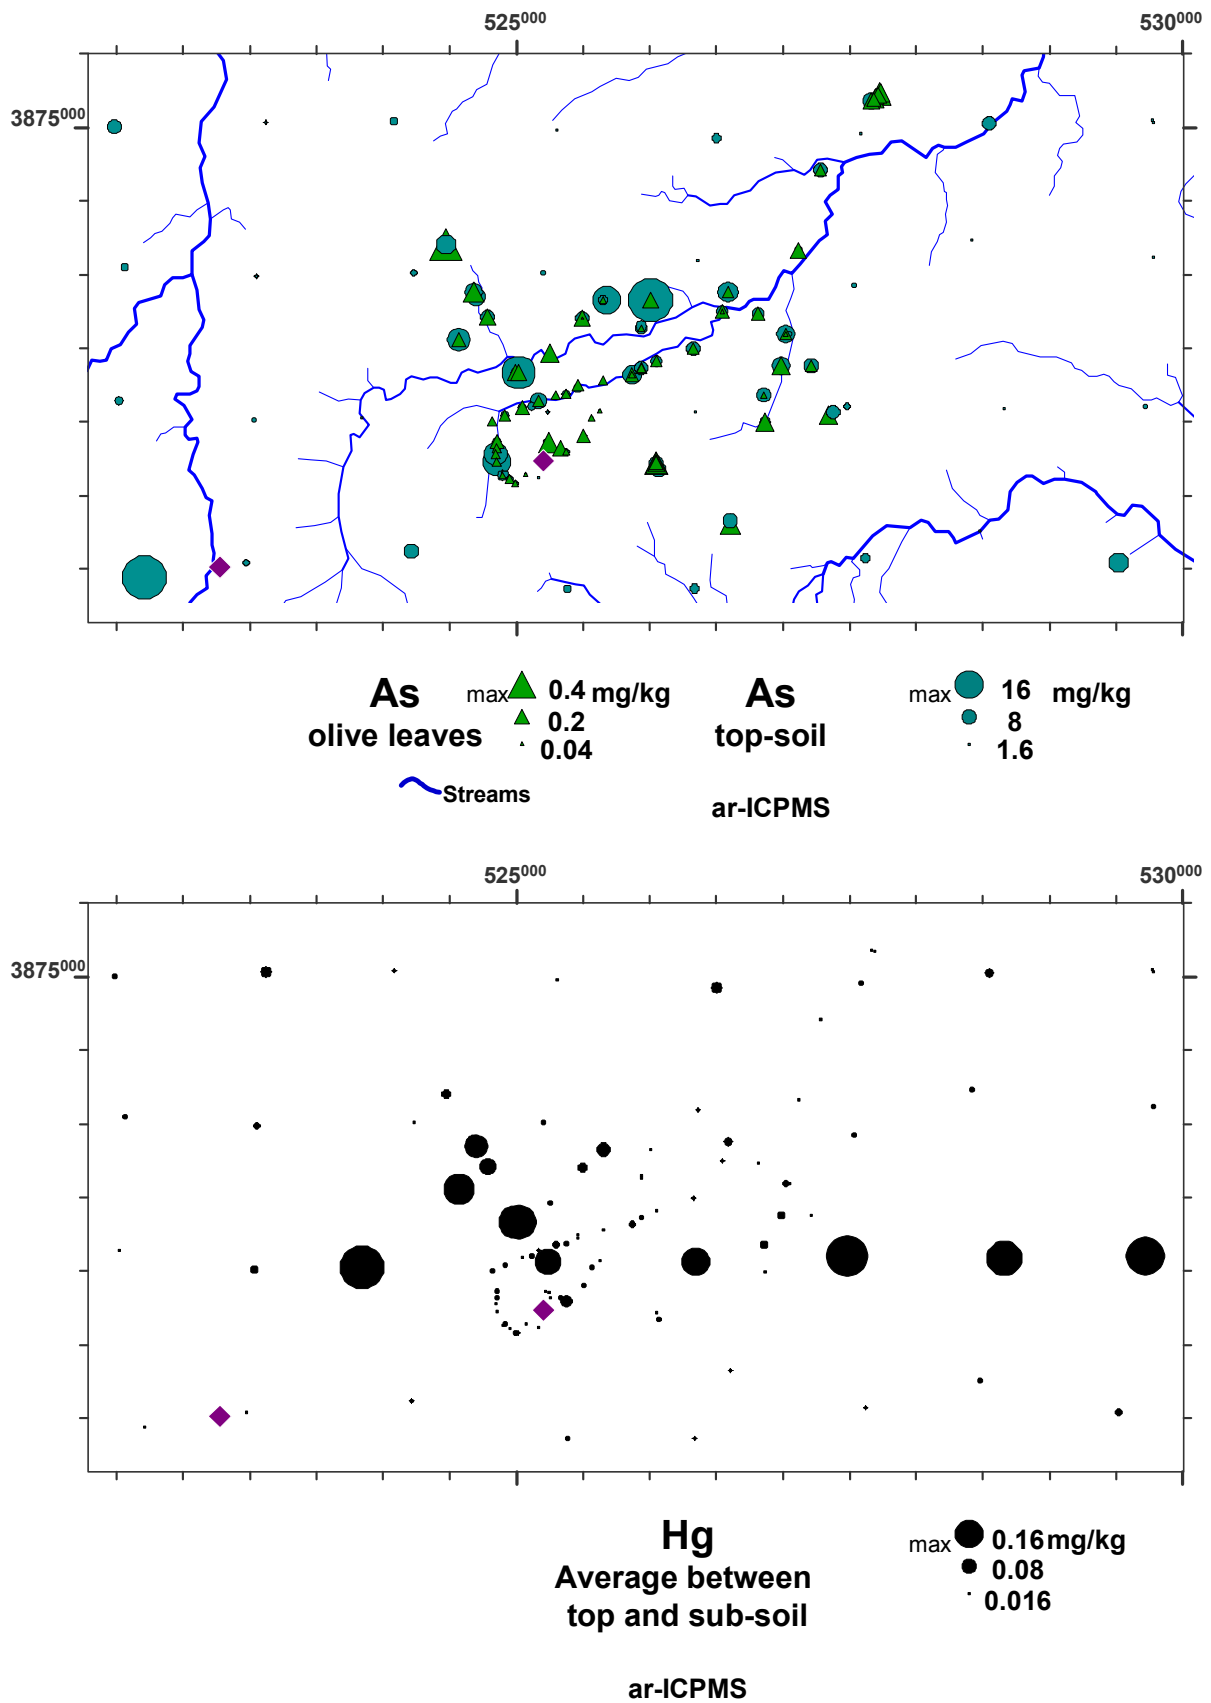 525000 530000
3875000
As max 0.4 mg/kg As max 16 mg/kg
olive leaves 0.2 top-soil 8
0.04 1.6
Streams
ar-ICPMS
525000 530000
3875000
Hg max 0.16 mg/kg
Average between 0.08
top and sub-soil 0.016
ar-ICPMS